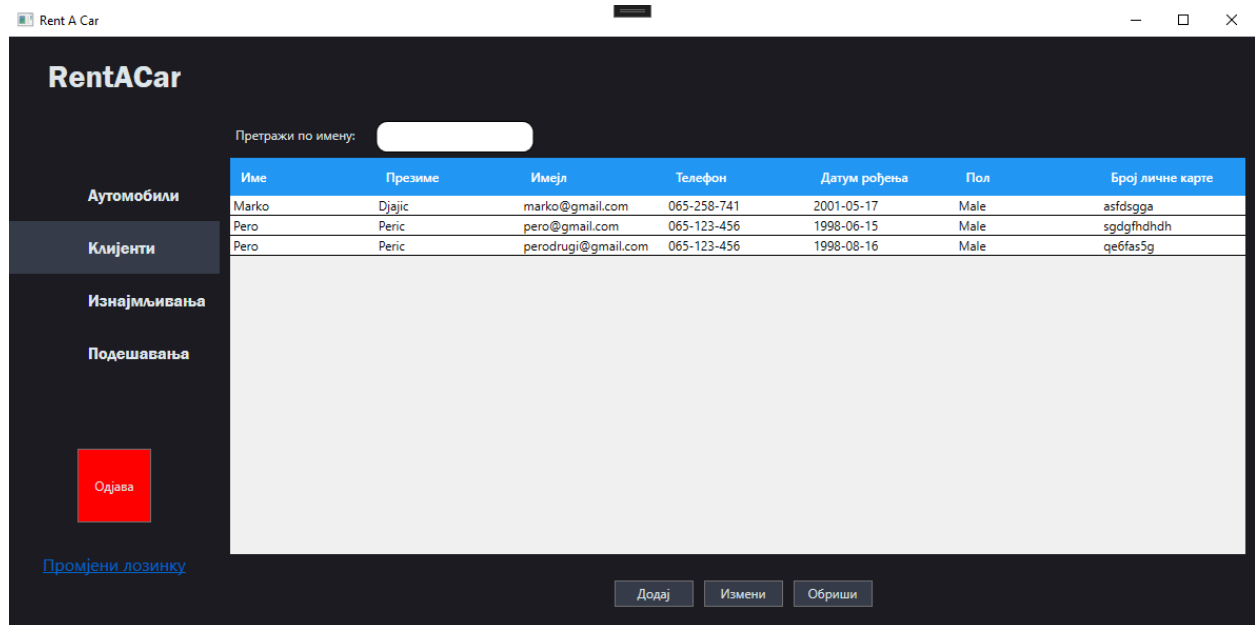 Rent A Car
RentACar
Претражи по имену:
Име Презиме Имејл Телефон Датум рођења Пол Број личне карте
Marko Djajic marko@gmail.com 065-258-741 2001-05-17 Male asfdsgga
Pero Peric pero@gmail.com 065-123-456 1998-06-15 Male sgdgfhdhdh
Pero Peric perodrugi@gmail.com 065-123-456 1998-08-16 Male qe6fas5g
Аутомобили
Клијенти
Изнајмљивања
Подешавања
Одјава
Промјени лозинку
Додај Измени Обриши